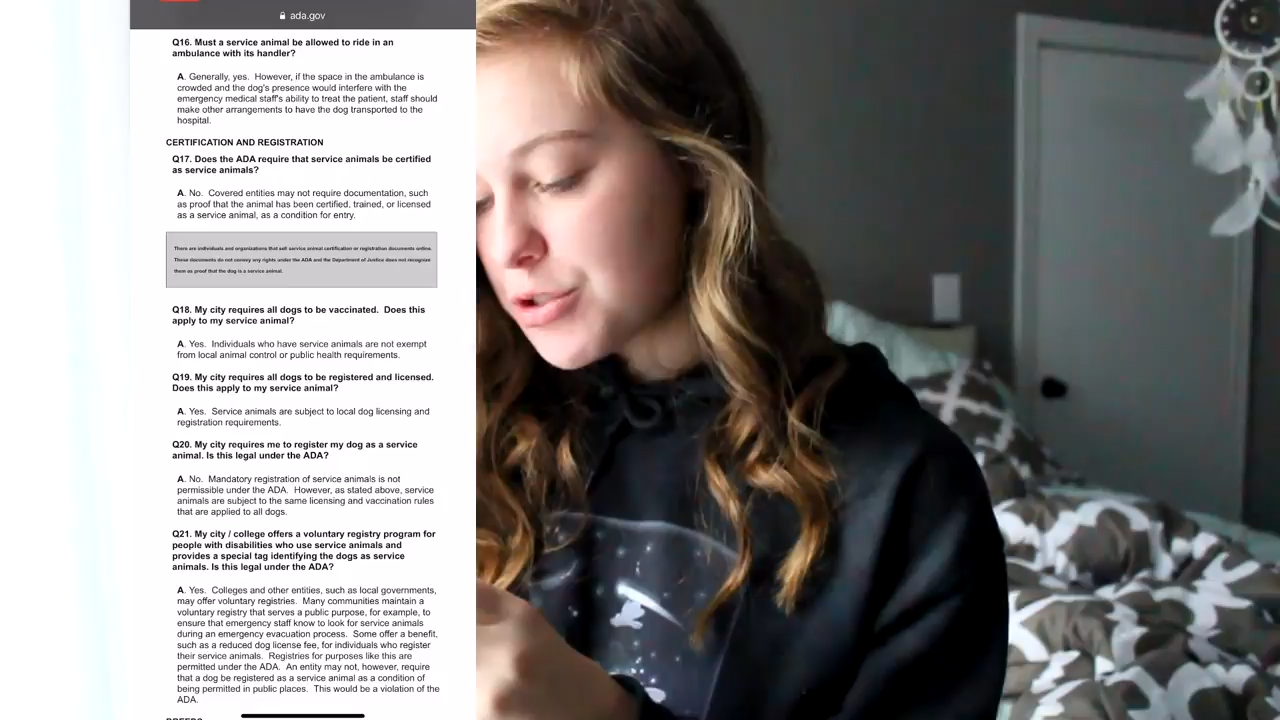 ada.gov
Q16. Must a service animal be allowed to ride in an
ambulance with its handler?
A. Generally, yes. However, if the space in the ambulance is
crowded and the dog's presence would interfere with the
emergency medical staff's ability to treat the patient, staff should
make other arrangements to have the dog transported to the
hospital.
CERTIFICATION AND REGISTRATION
Q17. Does the ADA require that service animals be certified
as service animals?
A. No. Covered entities may not require documentation, such
as proof that the animal has been certified, trained, or licensed
as a service animal, as a condition for entry.
There are individuals and organizations that sell service animal certification or registration documents online.
These documents do not convey any rights under the ADA and the Department of Justice does not recognize
them as proof that the dog is a service animal.
Q18. My city requires all dogs to be vaccinated. Does this
apply to my service animal?
A. Yes. Individuals who have service animals are not exempt
from local animal control or public health requirements.
Q19. My city requires all dogs to be registered and licensed.
Does this apply to my service animal?
A. Yes. Service animals are subject to local dog licensing and
registration requirements.
Q20. My city requires me to register my dog as a service
animal. Is this legal under the ADA?
A. No. Mandatory registration of service animals is not
permissible under the ADA. However, as stated above, service
animals are subject to the same licensing and vaccination rules
that are applied to all dogs.
Q21. My city / college offers a voluntary registry program for
people with disabilities who use service animals and
provides a special tag identifying the dogs as service
animals. Is this legal under the ADA?
A. Yes. Colleges and other entities, such as local governments,
may offer voluntary registries. Many communities maintain a
voluntary registry that serves a public purpose, for example, to
ensure that emergency staff know to look for service animals
during an emergency evacuation process. Some offer a benefit,
such as a reduced dog license fee, for individuals who register
their service animals. Registries for purposes like this are
permitted under the ADA. An entity may not, however, require
that a dog be registered as a service animal as a condition of
being permitted in public places. This would be a violation of the
ADA.